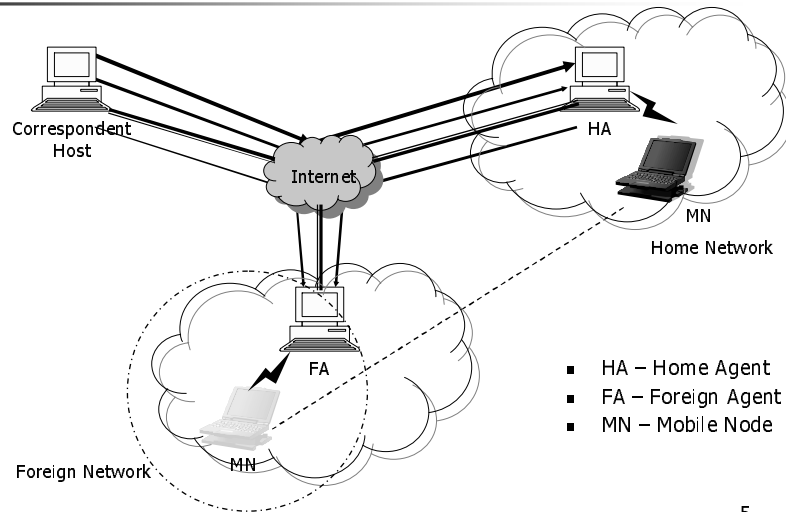 Correspondent
Host
Internet
HA
MN
Home Network
FA
MN
Foreign Network
■ HA – Home Agent
■ FA – Foreign Agent
■ MN – Mobile Node
5